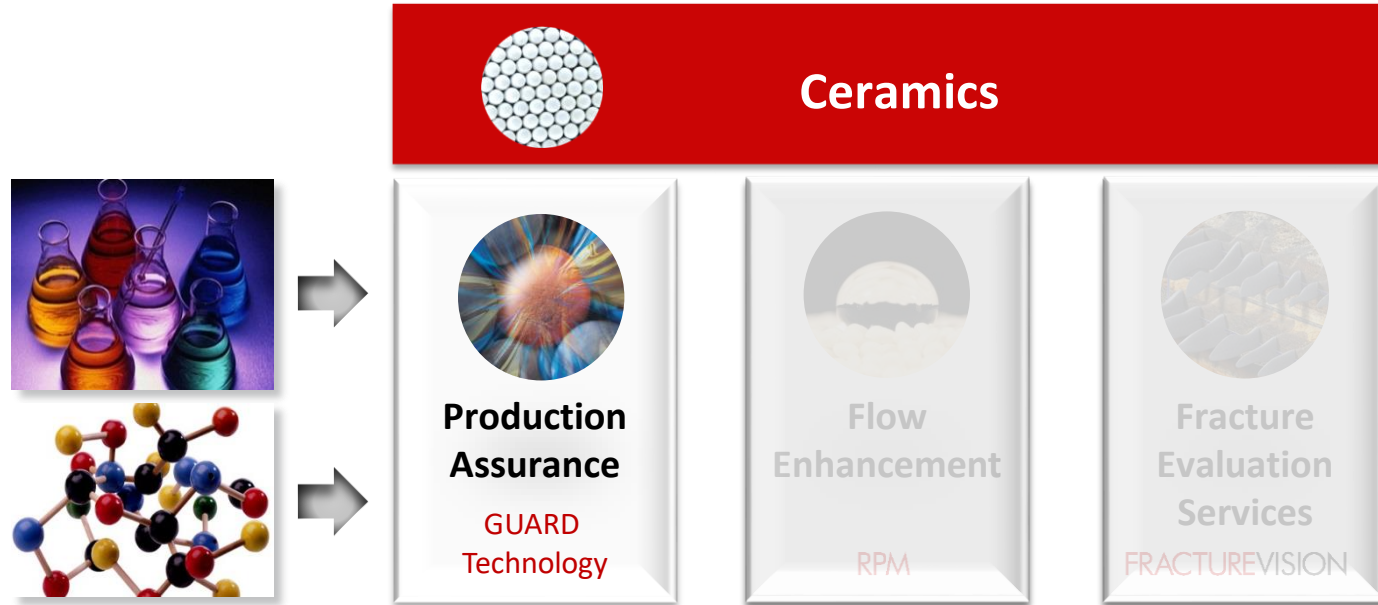 Ceramics
Production
Assurance
GUARD
Technology
Flow
Enhancement
RPM
Fracture
Evaluation
Services
FRACTUREVISION